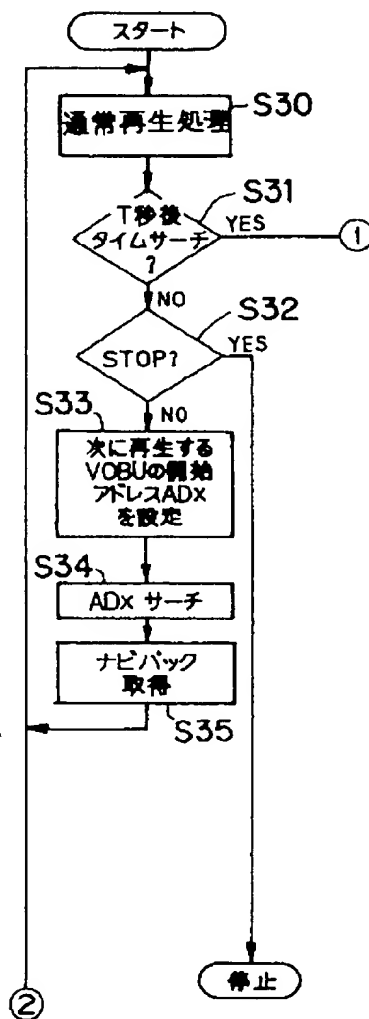 スタート
S30
通常再生処理
S31
T秒後
タイムサーチ
?
YES
①
NO
S32
STOP?
YES
S33
NO
次に再生する
VOBUの開始
アドレスADx
を設定
S34
ADx サーチ
ナビパック
取得
S35
停止
②